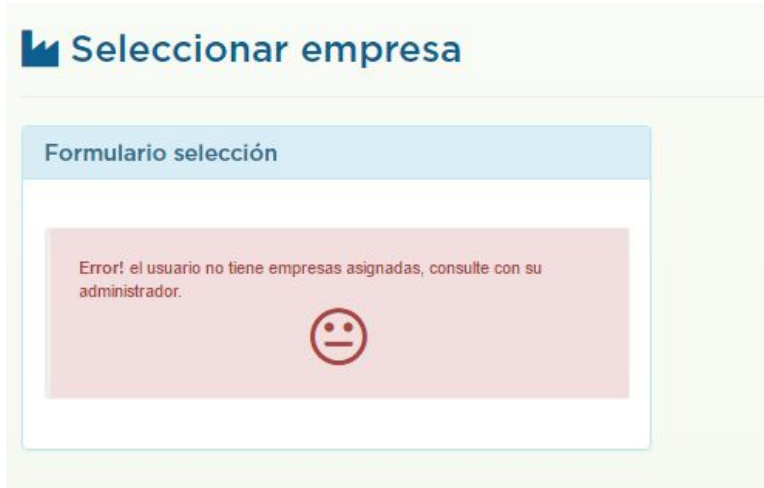 Seleccionar empresa
Formulario selección
Error! el usuario no tiene empresas asignadas, consulte con su
administrador.